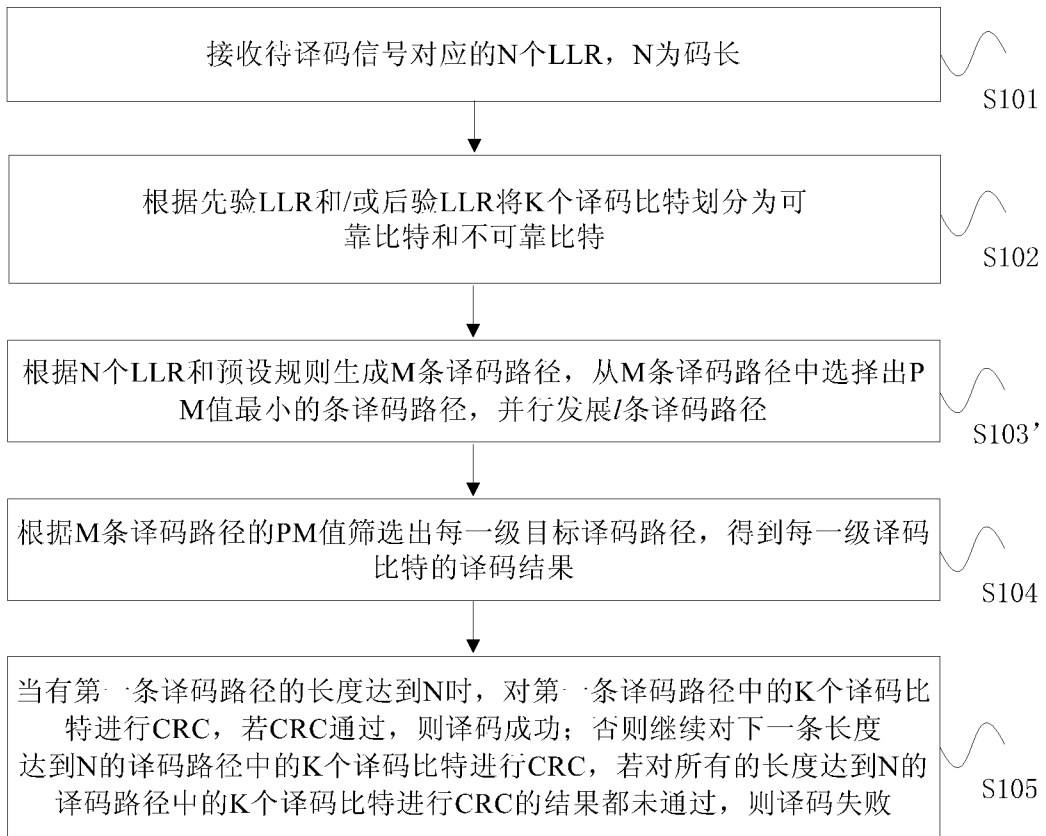 接收待译码信号对应的N个LLR，N为码长
S101
根据先验LLR和/或后验LLR将K个译码比特划分为可
靠比特和不可靠比特
S102
根据N个LLR和预设规则生成M条译码路径，从M条译码路径中选择出P
M值最小的条译码路径，并行发展l条译码路径
S103’
根据M条译码路径的PM值筛选出每一级目标译码路径，得到每一级译码
比特的译码结果
S104
当有第一条译码路径的长度达到N时，对第一条译码路径中的K个译码比
特进行CRC，若CRC通过，则译码成功；否则继续对下一条长度
达到N的译码路径中的K个译码比特进行CRC，若对所有的长度达到N的
译码路径中的K个译码比特进行CRC的结果都未通过，则译码失败
S105